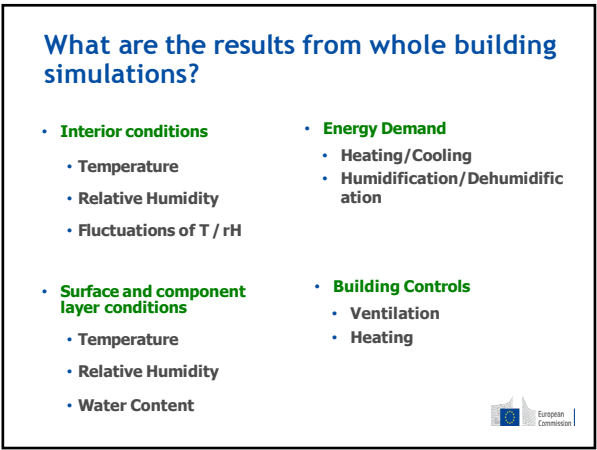 What are the results from whole building
simulations?
• Interior conditions
• Temperature
• Relative Humidity
• Fluctuations of T / rH
• Surface and component
layer conditions
• Temperature
• Relative Humidity
• Water Content
• Energy Demand
• Heating/Cooling
• Humidification/Dehumidific
ation
• Building Controls
• Ventilation
• Heating
European
Commission